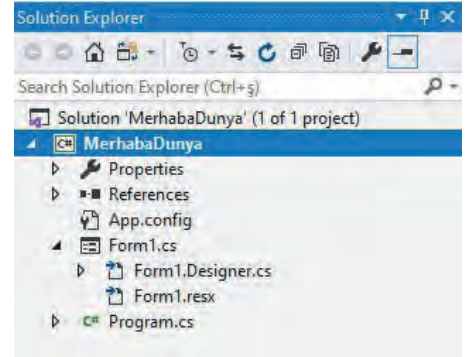 Solution Explorer
Search Solution Explorer (Ctrl+ş)
Solution 'MerhabaDunya' (1 of 1 project)
C# MerhabaDunya
Properties
References
App.config
Form1.cs
Form1.Designer.cs
Form1.resx
C# Program.cs